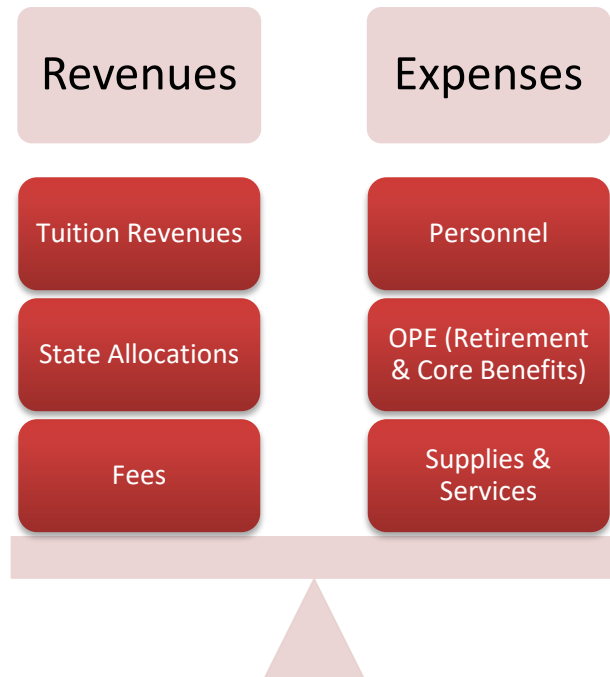 Revenues
Expenses
Tuition Revenues
Personnel
State Allocations
OPE (Retirement
& Core Benefits)
Fees
Supplies &
Services